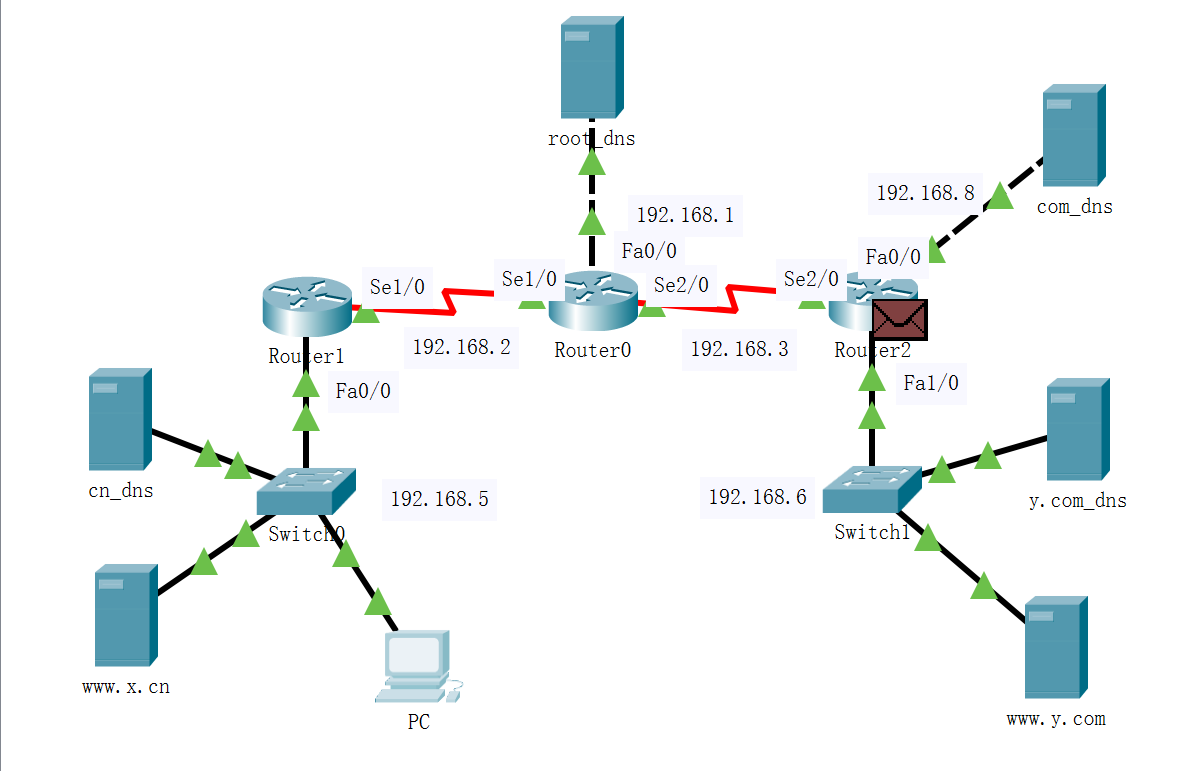 root_dns
192.168.8
com_dns
192.168.1
Fa0/0
Fa0/0
Se1/0
Se1/0
Se2/0
Se2/0
192.168.2
192.168.3
Router1
Router0
Router2
Fa0/0
Fa1/0
cn_dns
192.168.5
192.168.6
y.com_dns
Switch0
Switch1
www.x.cn
PC
www.y.com